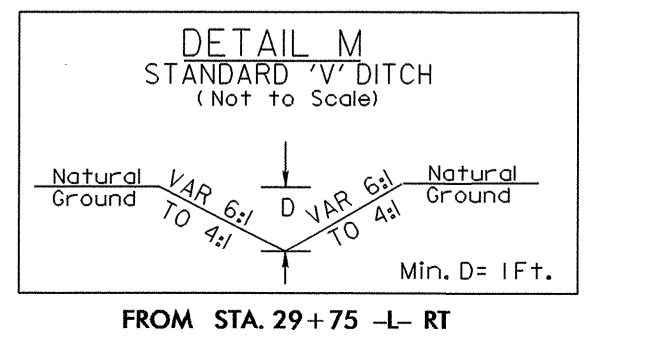 DETAIL M
STANDARD 'V' DITCH
(Not to Scale)
Natural
Ground
VAR 6:1
TO 4:1
D
VAR 6:1
TO 4:1
Natural
Ground
Min. D= 1Ft.
FROM STA. 29+75 -L- RT